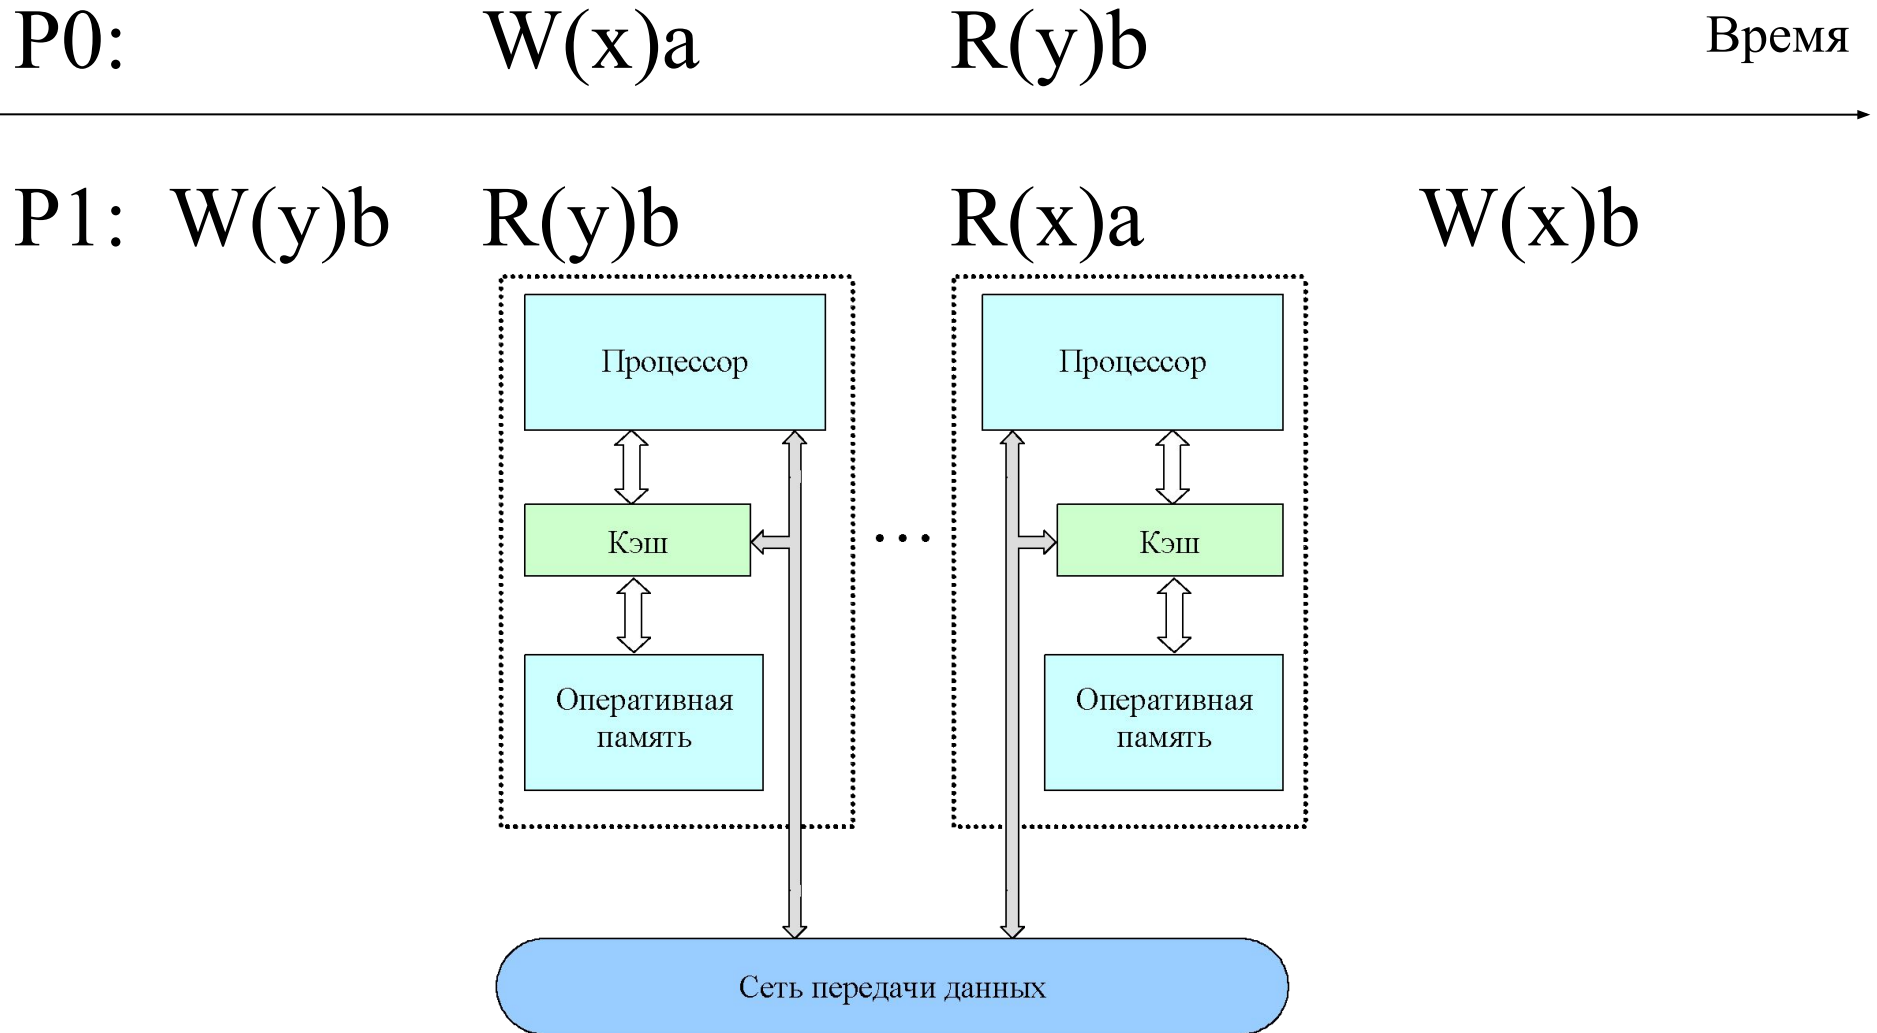 P0: W(x)a R(y)b Время
P1: W(y)b R(y)b R(x)a W(x)b
Процессор Процессор
Кэш ... Кэш
Оперативная Оперативная
память память
Сеть передачи данных